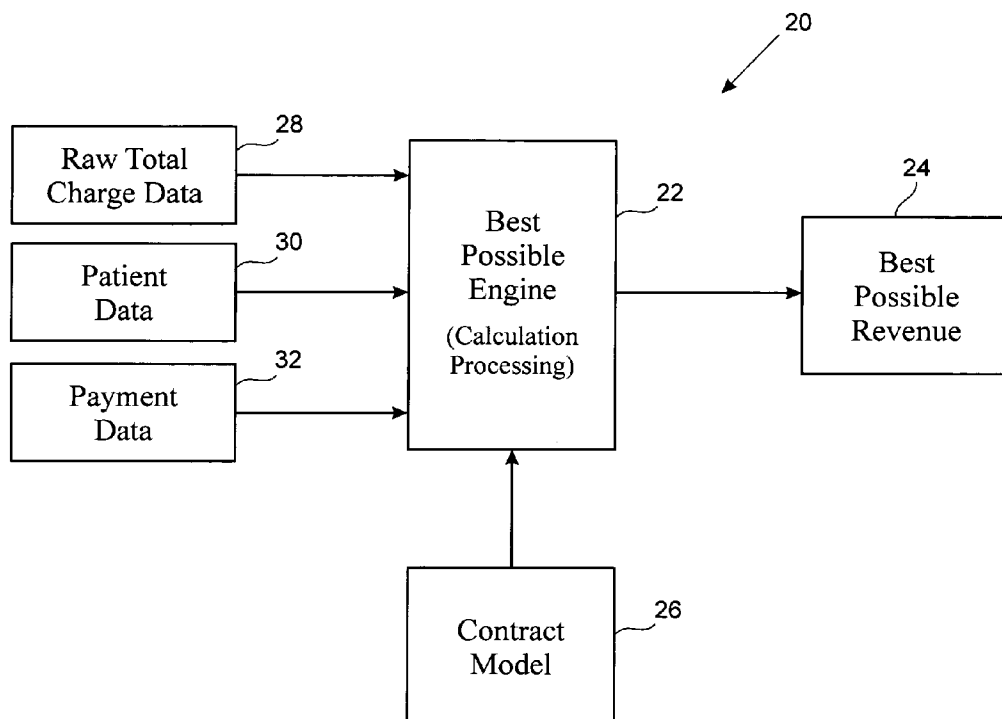 20
28
Raw Total
Charge Data
30
Patient
Data
32
Payment
Data
22
Best
Possible
Engine
(Calculation
Processing)
24
Best
Possible
Revenue
26
Contract
Model